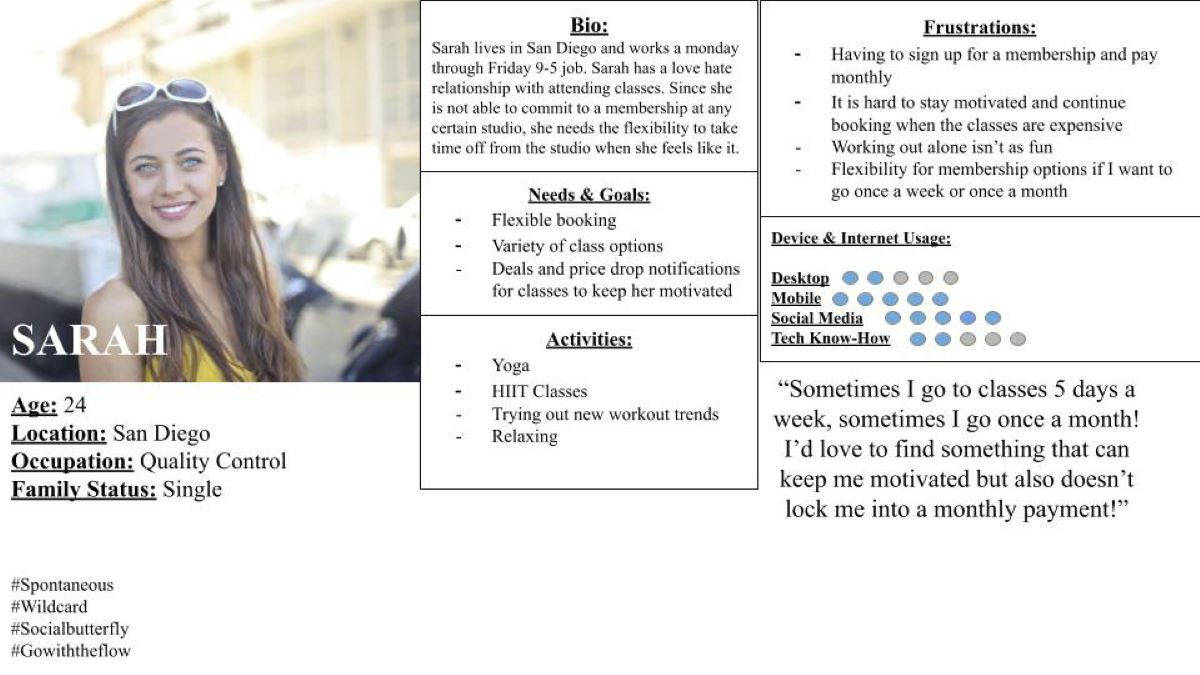 SARAH
Age: 24
Location: San Diego
Occupation: Quality Control
Family Status: Single
#Spontaneous
#Wildcard
#Socialbutterfly
#Gowiththeflow
Bio:
Sarah lives in San Diego and works a monday
through Friday 9-5 job. Sarah has a love hate
relationship with attending classes. Since she
is not able to commit to a membership at any
certain studio, she needs the flexibility to take
time off from the studio when she feels like it.
Needs & Goals:
- Flexible booking
- Variety of class options
- Deals and price drop notifications
for classes to keep her motivated
Activities:
- Yoga
- HIIT Classes
- Trying out new workout trends
- Relaxing
Frustrations:
- Having to sign up for a membership and pay
monthly
- It is hard to stay motivated and continue
booking when the classes are expensive
- Working out alone isn’t as fun
- Flexibility for membership options if I want to
go once a week or once a month
Device & Internet Usage:
Desktop
Mobile
Social Media
Tech Know-How
“Sometimes I go to classes 5 days a
week, sometimes I go once a month!
I’d love to find something that can
keep me motivated but also doesn’t
lock me into a monthly payment!”